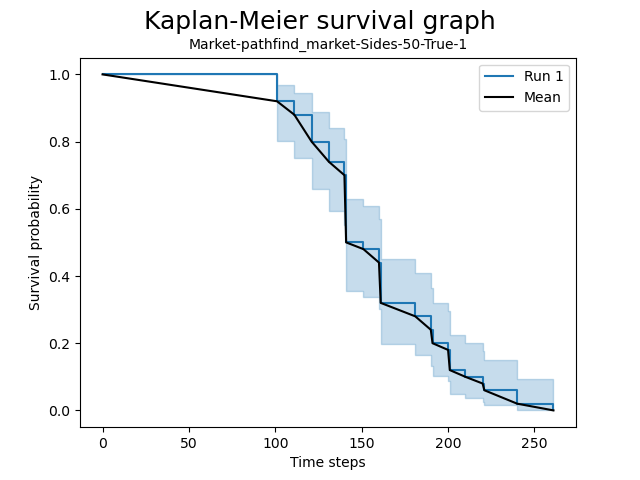 Kaplan-Meier survival graph
Market-pathfind_market-Sides-50-True-1
Run 1
Mean
1.0
0.8
0.6
0.4
0.2
0.0
Survival probability
0
50
100
150
200
250
Time steps